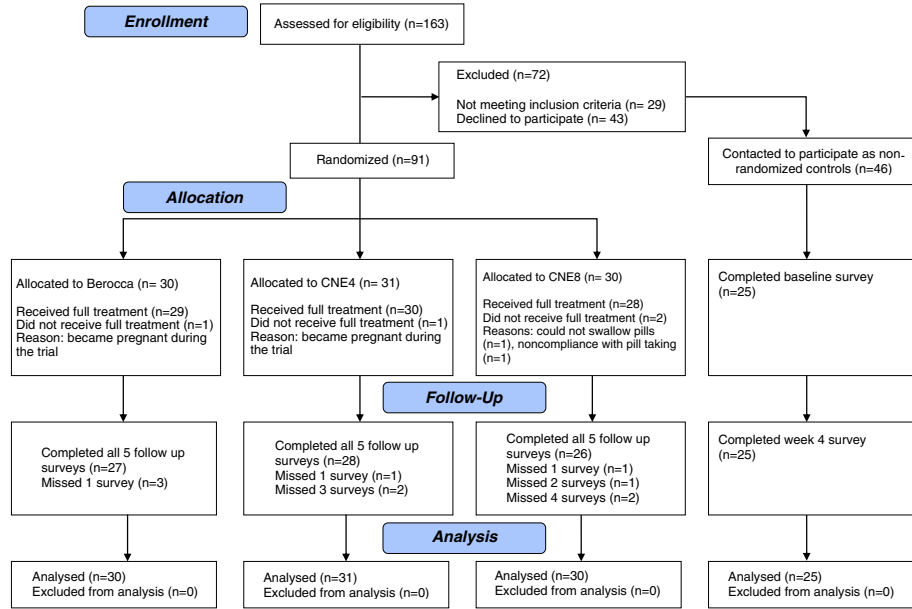 Enrollment
Assessed for eligibility (n=163)
Excluded (n=72)
Not meeting inclusion criteria (n= 29)
Declined to participate (n= 43)
Randomized (n=91)
Contacted to participate as non-
randomized controls (n=46)
Allocation
Allocated to Berocca (n= 30)
Received full treatment (n=29)
Did not receive full treatment (n=1)
Reason: became pregnant during
the trial
Allocated to CNE4 (n= 31)
Received full treatment (n=30)
Did not receive full treatment (n=1)
Reason: became pregnant during the
trial
Allocated to CNE8 (n= 30)
Received full treatment (n=28)
Did not receive full treatment (n=2)
Reasons: could not swallow pills
(n=1), noncompliance with pill taking
(n=1)
Completed baseline survey
(n=25)
Follow-Up
Completed all 5 follow up
surveys (n=27)
Missed 1 survey (n=3)
Completed all 5 follow up
surveys (n=28)
Missed 1 survey (n=1)
Missed 3 surveys (n=2)
Completed all 5 follow up
surveys (n=26)
Missed 1 survey (n=1)
Missed 2 surveys (n=1)
Missed 4 surveys (n=2)
Completed week 4 survey
(n=25)
Analysis
Analysed (n=30)
Excluded from analysis (n=0)
Analysed (n=31)
Excluded from analysis (n=0)
Analysed (n=30)
Excluded from analysis (n=0)
Analysed (n=25)
Excluded from analysis (n=0)